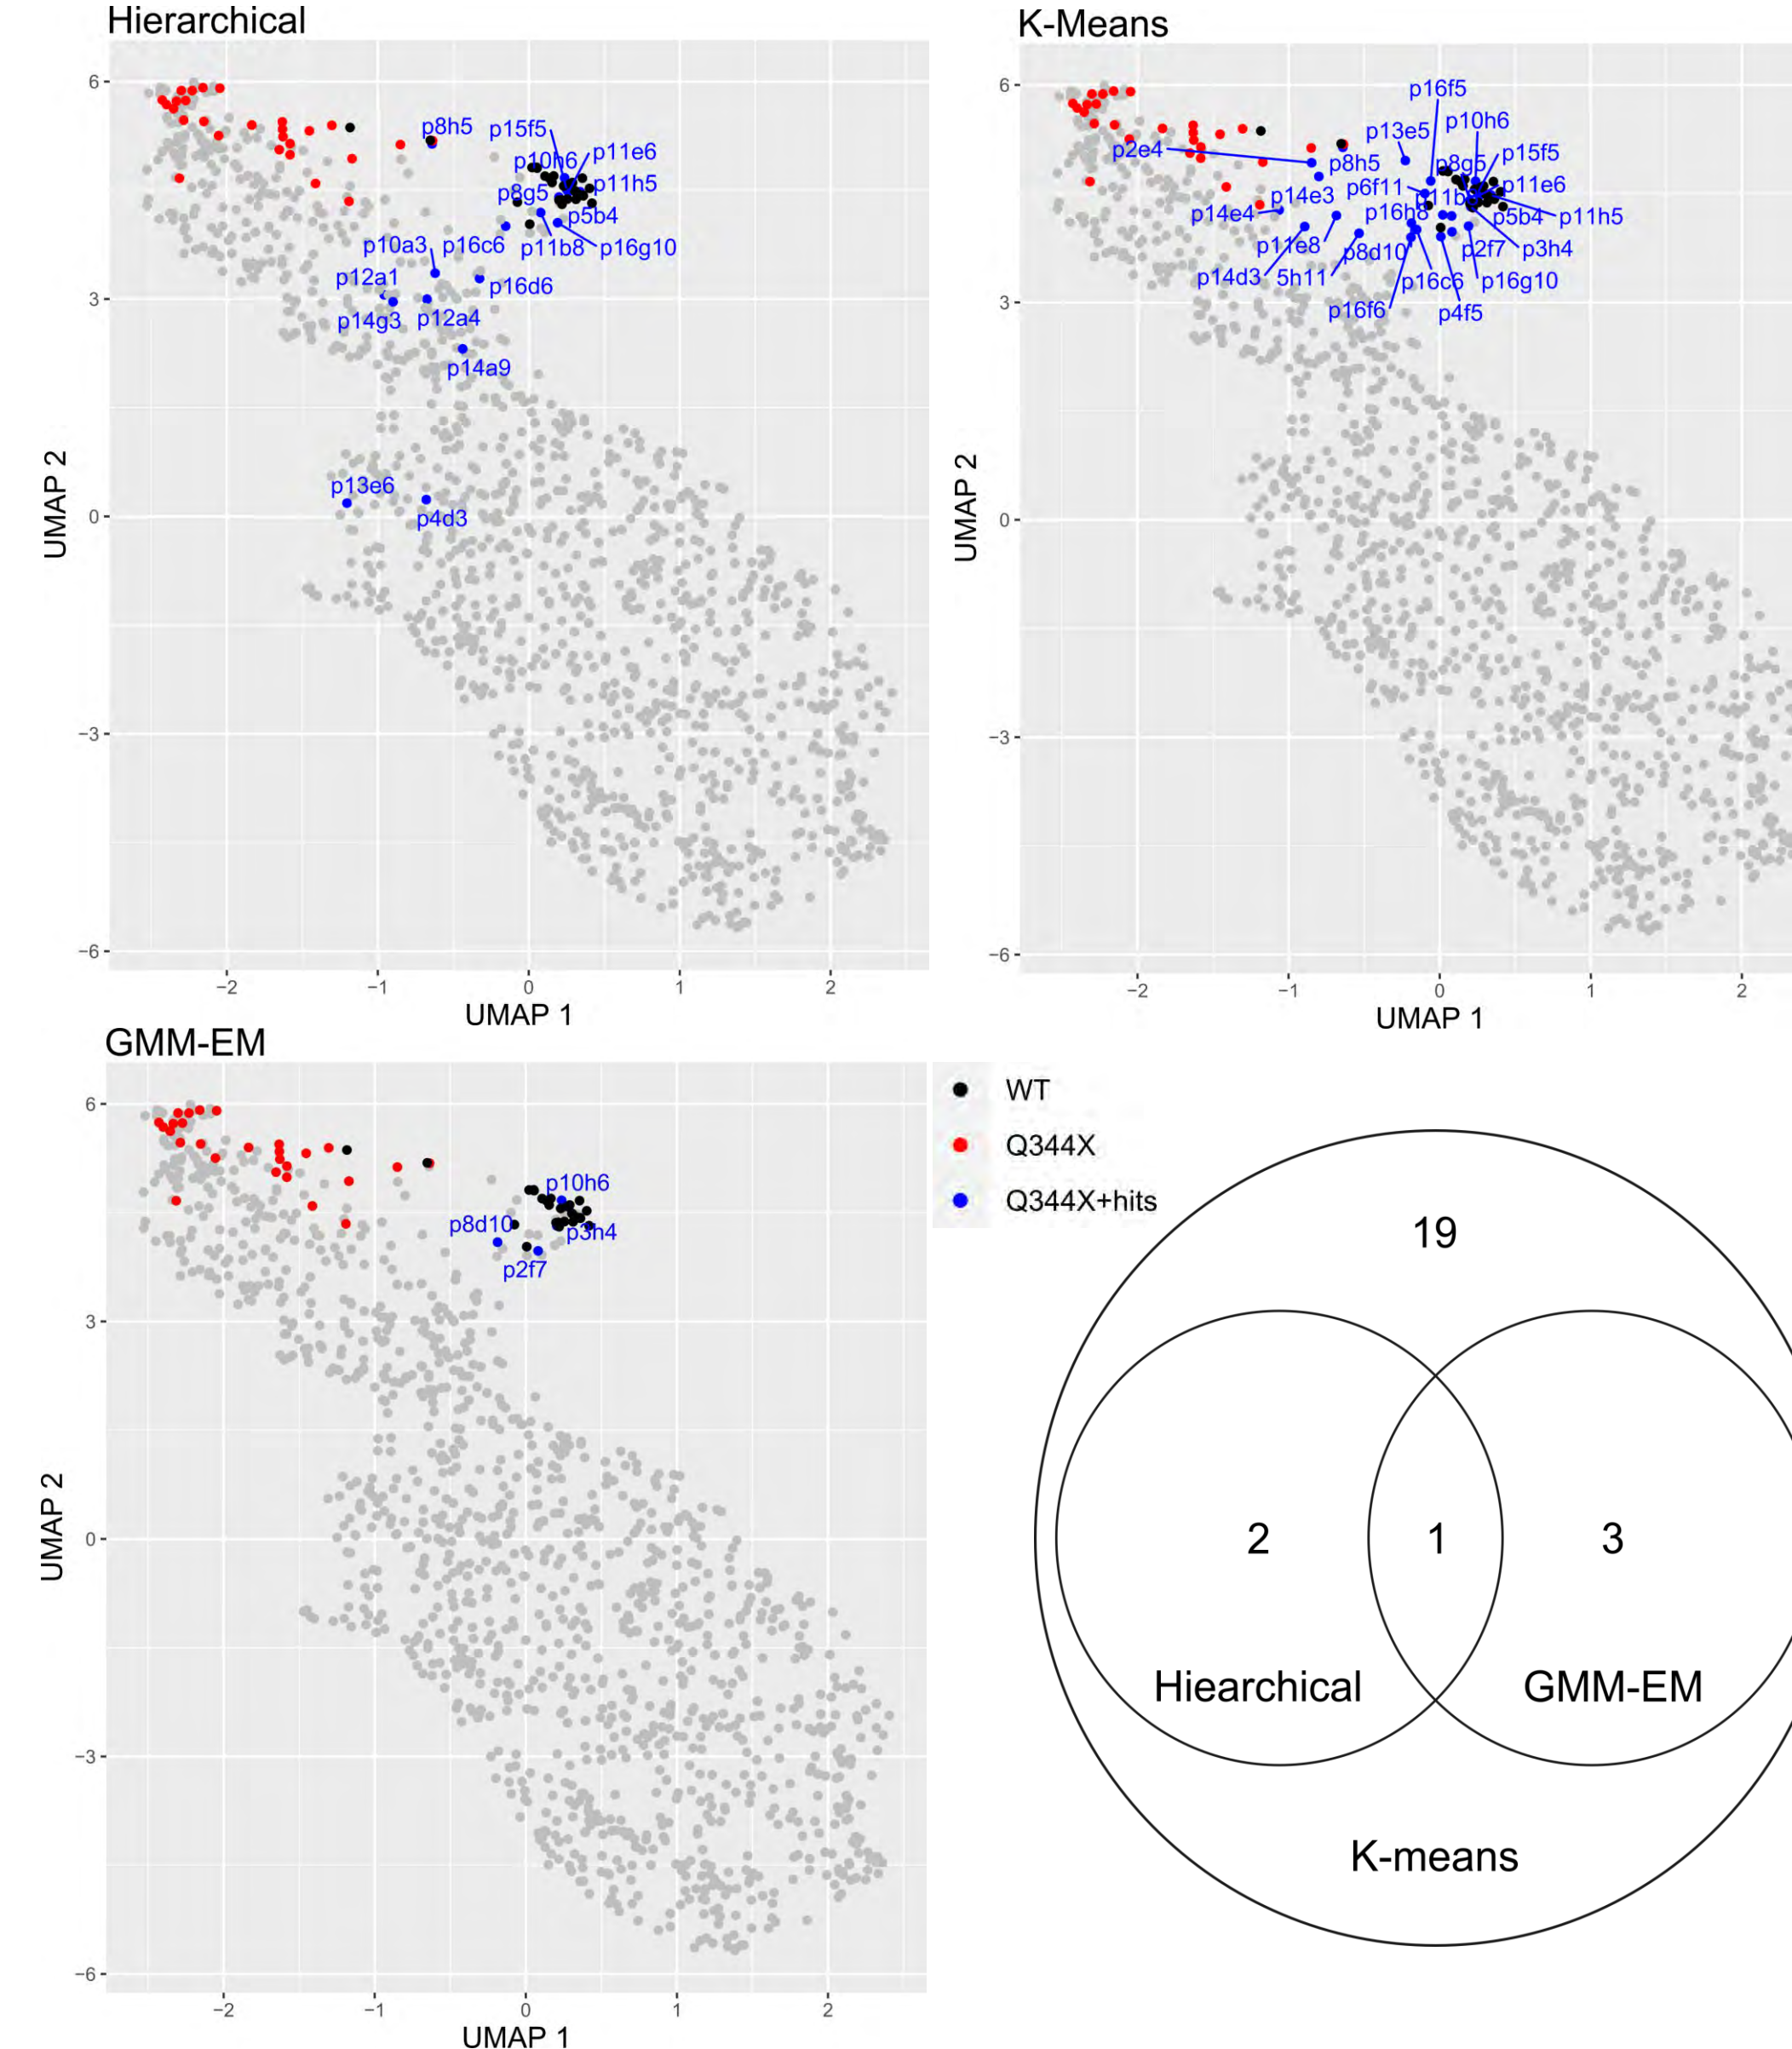 Hierarchical
6
3
0
−3
−6
−2
−1
0
1
2
UMAP 2
UMAP 1
p8h5
p15f5
p10h6
p11e6
p8g5
p11h5
p5b4
p10a3
p16c6
p11b8
p16g10
p12a1
p16d6
p14g3
p12a4
p14a9
p13e6
p4d3
K-Means
6
3
0
−3
−6
−2
−1
0
1
2
UMAP 2
UMAP 1
p16f5
p13e5
p10h6
p2e4
p8h5
p8g5
p15f5
p14e3
p6f11
p11e6
p14e4
p16h8
p5b4
p11h5
p11e8
p8d10
p2f7
p3h4
p14d3
5h11
p16c6
p16g10
p16f6
p4f5
GMM-EM
6
3
0
−3
−6
−2
−1
0
1
2
UMAP 2
UMAP 1
p10h6
p8d10
p3h4
p2f7
WT
Q344X
Q344X+hits
19
2
1
3
Hiearchical
GMM-EM
K-means